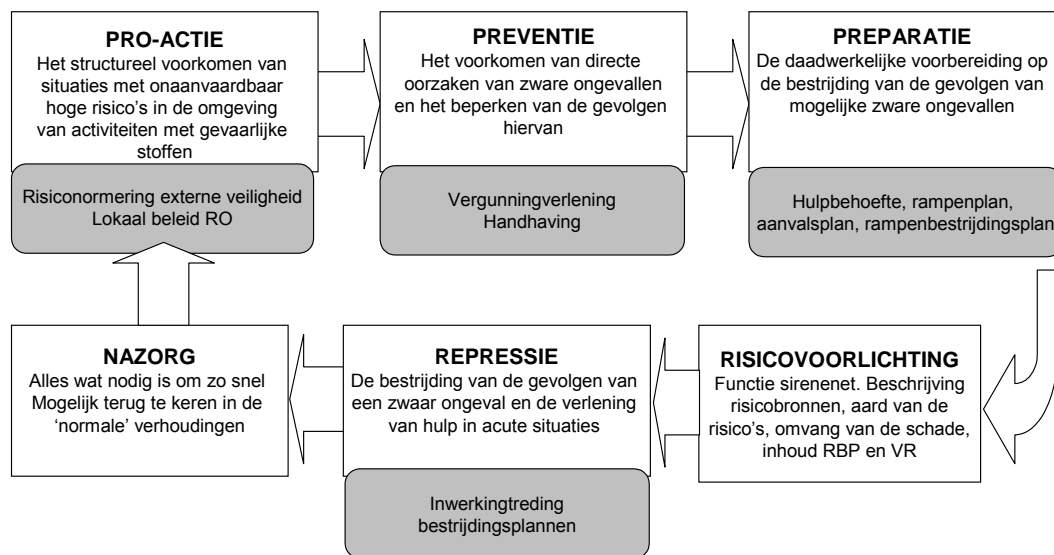 PRO-ACTIE
Het structureel voorkomen van
situaties met onaanvaardbaar
hoge risico's in de omgeving
van activiteiten met gevaarlijke
stoffen
Risiconormering externe veiligheid
Lokaal beleid RO
PREVENTIE
Het voorkomen van directe
oorzaken van zware ongevallen
en het beperken van de gevolgen
hiervan
Vergunningverlening
Handhaving
PREPARATIE
De daadwerkelijke voorbereiding op
de bestrijding van de gevolgen van
mogelijke zware ongevallen
Hulpbehoefte, rampenplan,
aanvalsplan, rampenbestrijdingsplan
RISICOVOORLICHTING
Functie sirenenet. Beschrijving
risicobronnen, aard van de
risico's, omvang van de schade,
inhoud RBP en VR
REPRESSIE
De bestrijding van de gevolgen van
een zwaar ongeval en de verlening
van hulp in acute situaties
Inwerkingtreding
bestrijdingsplannen
NAZORG
Alles wat nodig is om zo snel
Mogelijk terug te keren in de
‘normale’ verhoudingen